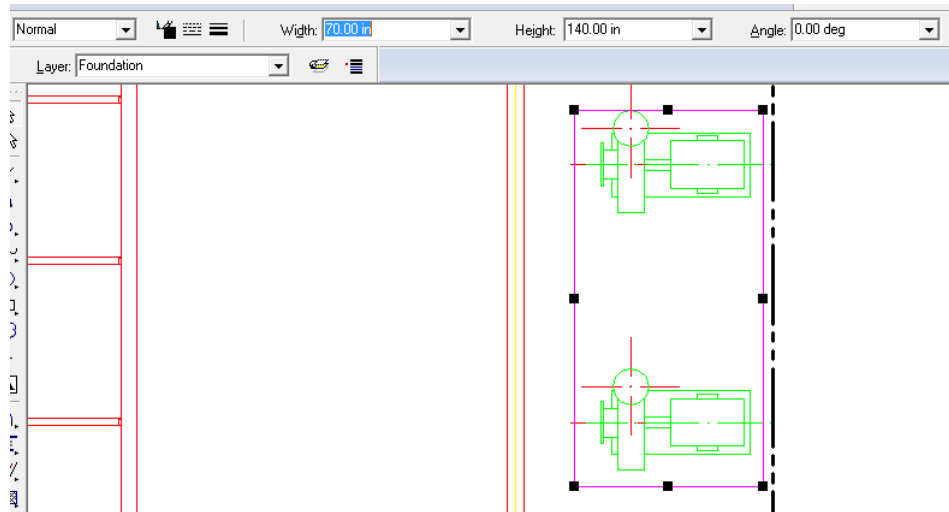 Normal Width: 70.00 in Height: 140.00 in Angle: 0.00 deg
Layer: Foundation